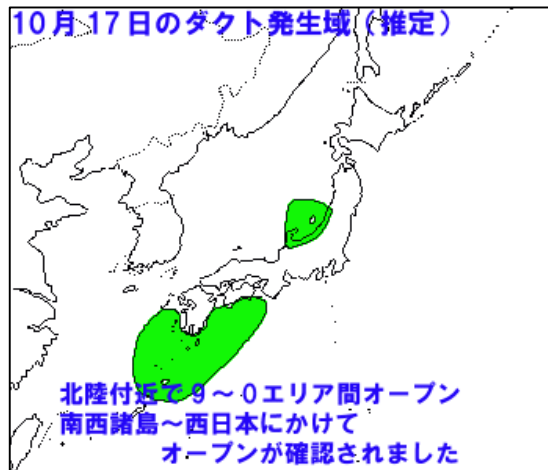 10月17日のダクト発生域（推定）
北陸付近で9～0エリア間オープン
南西諸島～西日本にかけて
オープンが確認されました